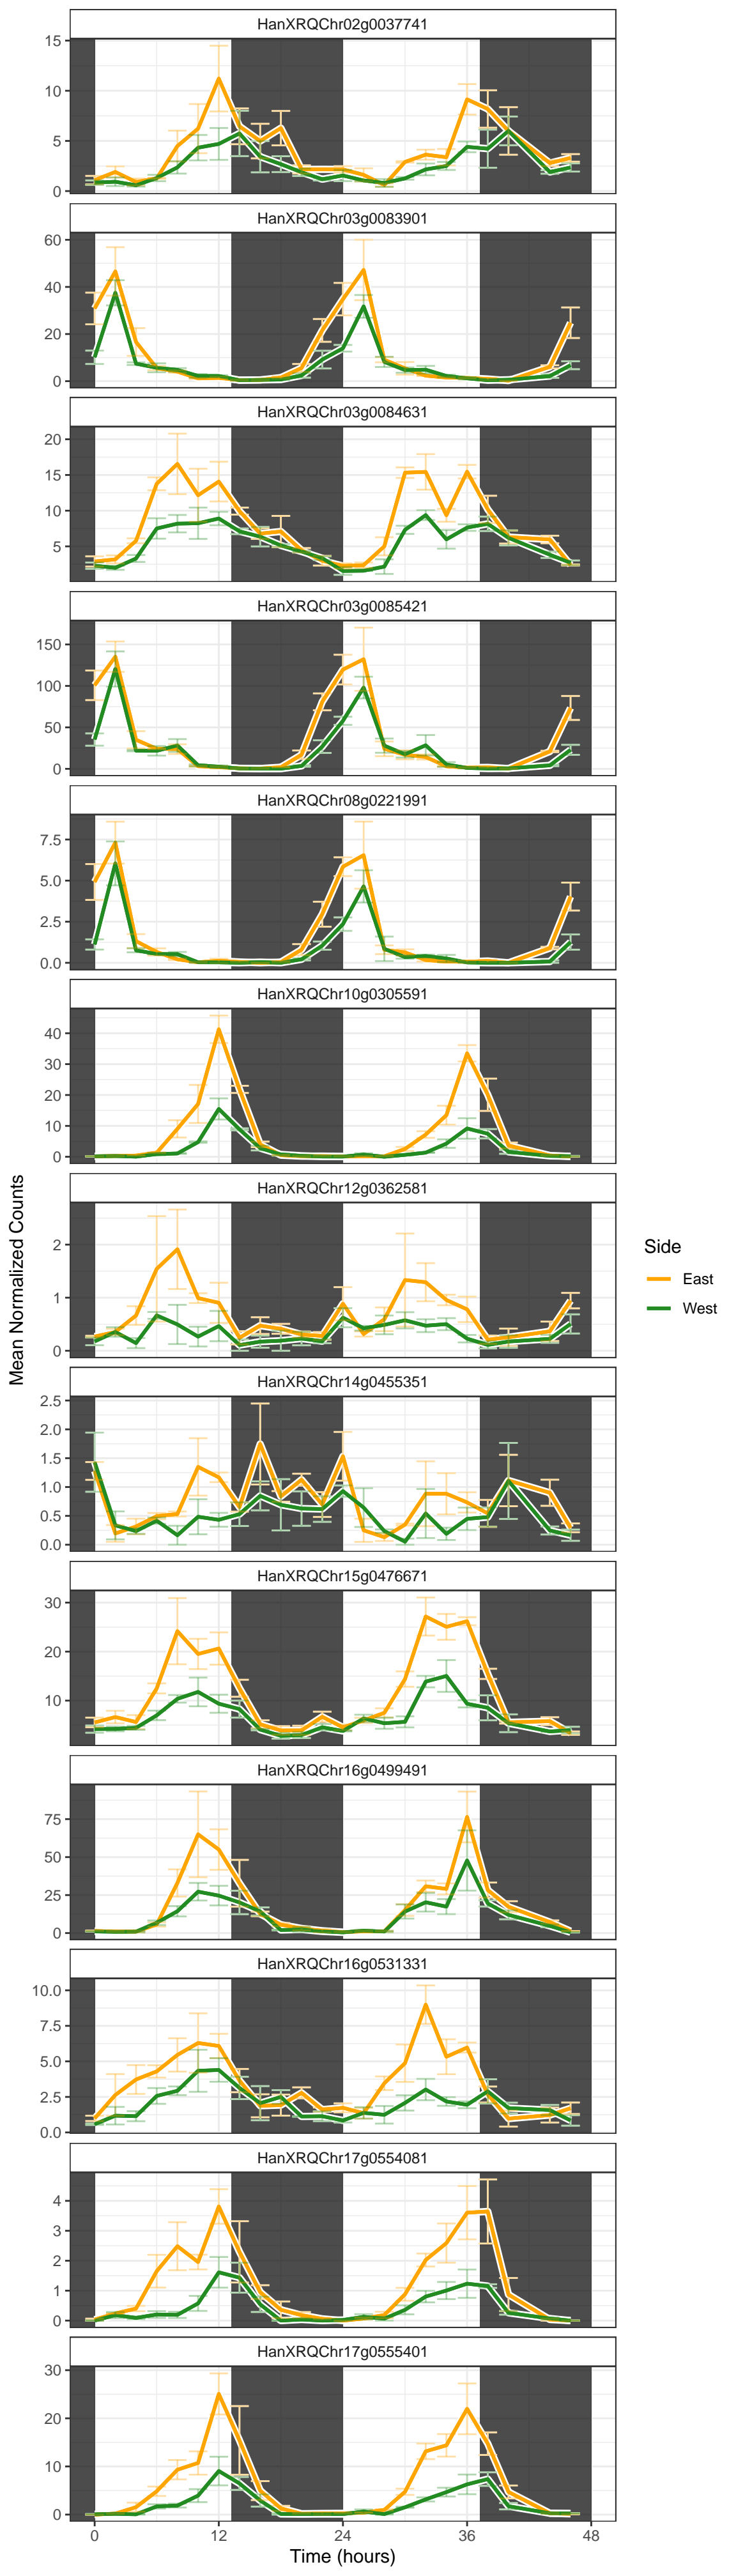 HanXRQChr02g0037741
15
10
5
0
HanXRQChr03g0083901
60
40
20
0
HanXRQChr03g0084631
20
15
10
5
HanXRQChr03g0085421
150
100
50
0
HanXRQChr08g0221991
7.5
5.0
2.5
0.0
HanXRQChr10g0305591
40
30
20
10
0
HanXRQChr12g0362581
2
1
0
HanXRQChr14g0455351
2.5
2.0
1.5
1.0
0.5
0.0
HanXRQChr15g0476671
30
20
10
HanXRQChr16g0499491
75
50
25
0
HanXRQChr16g0531331
10.0
7.5
5.0
2.5
0.0
HanXRQChr17g0554081
4
3
2
1
0
HanXRQChr17g0555401
30
20
10
0
0 12 24 36 48
Time (hours)
Mean Normalized Counts
Side
East
West